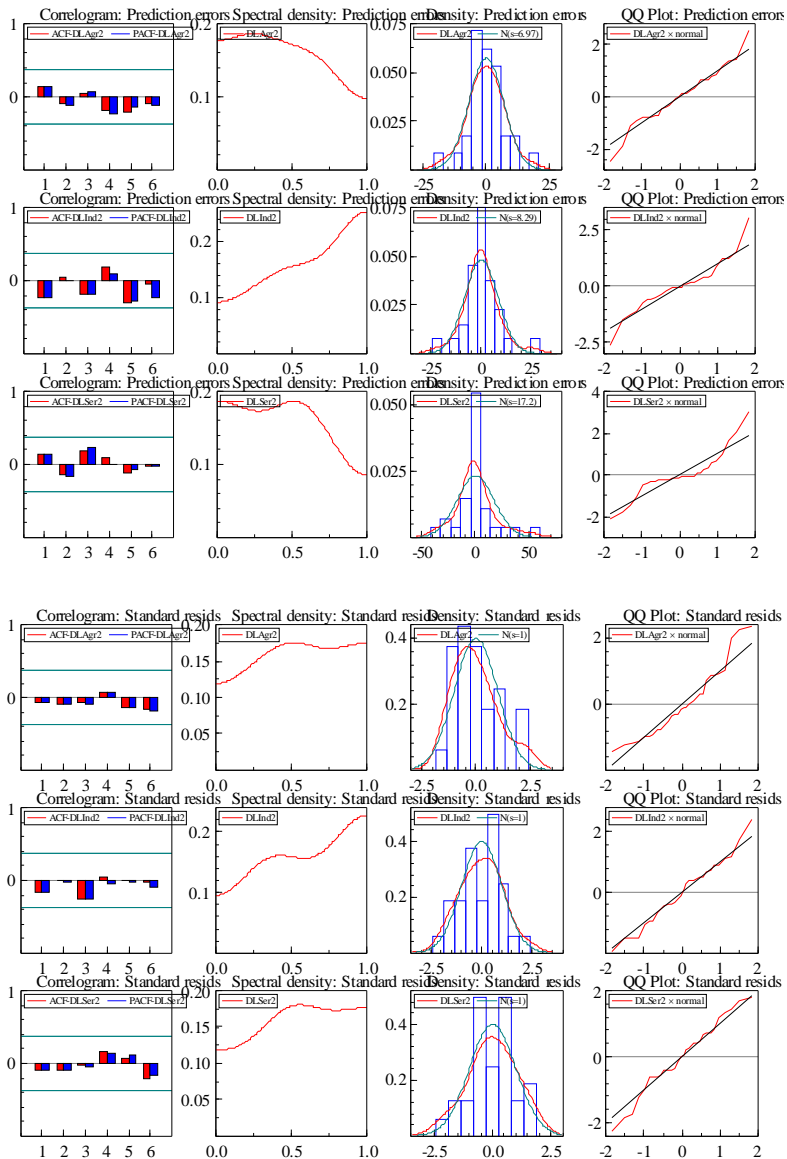 Correlogram: Prediction errors Spectral density: Prediction errors Density: Prediction errors QQ Plot: Prediction errors
ACF-DLAgr2 PACF-DLAgr2 DLAgr2 DLAgr2 N(s=6.97) DLAgr2 × normal
1 0.2 0.075 2
0.050
0 0.1 0 
0.025
-2
1 2 3 4 5 6 0.0 0.5 1.0 -25 0 25 -2 -1 0 1 2
Correlogram: Prediction errors Spectral density: Prediction errors Density: Prediction errors QQ Plot: Prediction errors
ACF-DLInd2 PACF-DLInd2 DLInd2 DLInd2 N(s=8.29) DLInd2 × normal
1 0.2 0.075 2.5
0.050
0 0.1 0.0
0.025
-2.5
1 2 3 4 5 6 0.0 0.5 1.0 -50 -25 0 25 50 -2 -1 0 1 2
Correlogram: Prediction errors Spectral density: Prediction errors Density: Prediction errors QQ Plot: Prediction errors
ACF-DLSer2 PACF-DLSer2 DLSer2 DLSer2 N(s=17.2) DLSer2 × normal
1 0.2 0.050 4
2
0 0.1 0.025 0
-2
1 2 3 4 5 6 0.0 0.5 1.0 -50 0 50 -2 -1 0 1 2
Correlogram: Standard resids Spectral density: Standard resids Density: Standard resids QQ Plot: Standard resids
ACF-DLAgr2 PACF-DLAgr2 DLAgr2 DLAgr2 N(s=1) DLAgr2 × normal
1 0.20 0.4 2
0.15
0 0.10 0.2 0
0.05
1 2 3 4 5 6 0.0 0.5 1.0 -2.5 0.0 2.5 -2 -1 0 1 2
Correlogram: Standard resids Spectral density: Standard resids Density: Standard resids QQ Plot: Standard resids
ACF-DLInd2 PACF-DLInd2 DLInd2 DLInd2 N(s=1) DLInd2 × normal
1 0.2 0.4 2
0 0.1 0.2 0
1 2 3 4 5 6 0.0 0.5 1.0 -2.5 0.0 2.5 -2 -1 0 1 2
Correlogram: Standard resids Spectral density: Standard resids Density: Standard resids QQ Plot: Standard resids
ACF-DLSer2 PACF-DLSer2 DLSer2 DLSer2 N(s=1) DLSer2 × normal
1 0.20 0.4 2
0.15
0 0.10 0.2 0
0.05
-2
1 2 3 4 5 6 0.0 0.5 1.0 -2.5 0.0 2.5 -2 -1 0 1 2